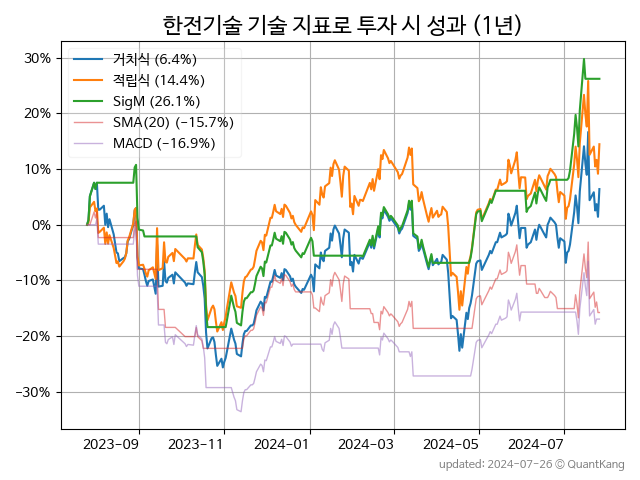 한전기술 기술 지표로 투자 시 성과 (1년)
거치식 (6.4%)
적립식 (14.4%)
SigM (26.1%)
SMA(20) (−15.7%)
MACD (−16.9%)
30%
20%
10%
0%
−10%
−20%
−30%
2023−09
2023−11
2024−01
2024−03
2024−05
2024−07
updated: 2024−07−26 © QuantKang